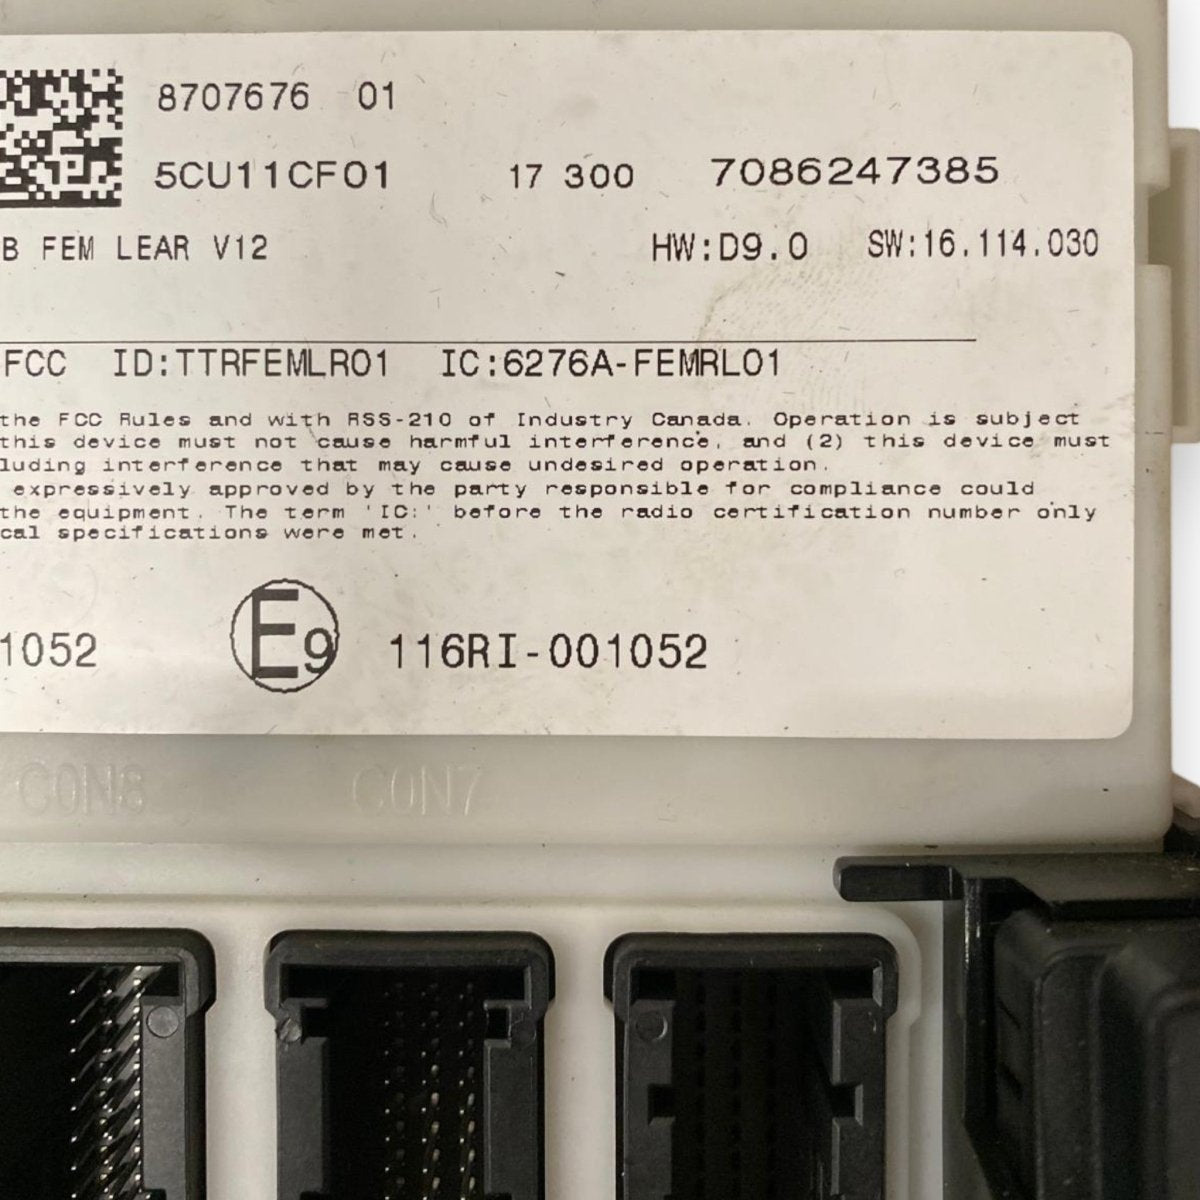 8707676 01
5CU11CF01 17 300 7086247385
B FEM LEAR V12 HW:D9.0 SW:16.114.030
FCC ID:TTRFEMLR01 IC:6276A-FEMRL01
the FCC Rules and with RSS-210 of Industry Canada. Operation is subject
this device must not cause harmful interference, and (2) this device must
luding interference that may cause undesired operation.
expressively approved by the party responsible for compliance could
the equipment. The term 'IC:' before the radio certification number only
cal specifications were met.
1052 E9 116RI-001052
CON8 CON7